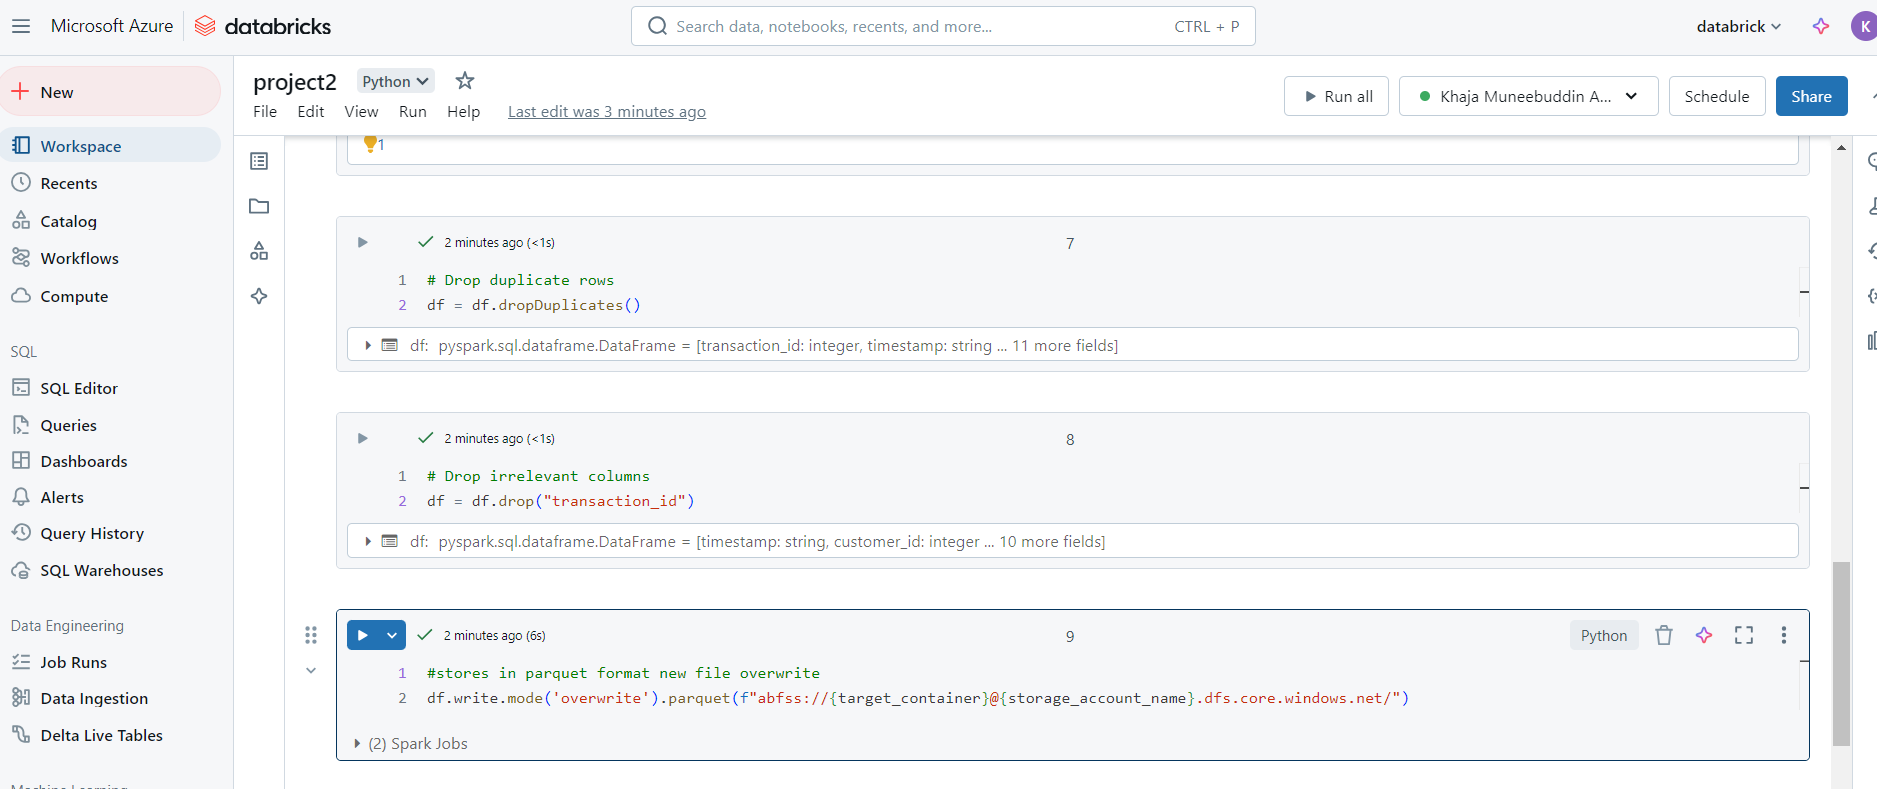 Microsoft Azure
databricks
Search data, notebooks, recents, and more...
CTRL + P
databrick
K
New
Workspace
Recents
Catalog
Workflows
Compute
SQL
SQL Editor
Queries
Dashboards
Alerts
Query History
SQL Warehouses
Data Engineering
Job Runs
Data Ingestion
Delta Live Tables
Machine Learning
project2
Python
File Edit View Run Help Last edit was 3 minutes ago
Run all
Khaja Muneebuddin A...
Schedule
Share
1
2 minutes ago (<1s)
7
1 # Drop duplicate rows
2 df = df.dropDuplicates()
df: pyspark.sql.dataframe.DataFrame = [transaction_id: integer, timestamp: string ... 11 more fields]
2 minutes ago (<1s)
8
1 # Drop irrelevant columns
2 df = df.drop("transaction_id")
df: pyspark.sql.dataframe.DataFrame = [timestamp: string, customer_id: integer ... 10 more fields]
2 minutes ago (6s)
9
Python
1 #stores in parquet format new file overwrite
2 df.write.mode('overwrite').parquet(f"abfss://{target_container}@{storage_account_name}.dfs.core.windows.net/")
(2) Spark Jobs